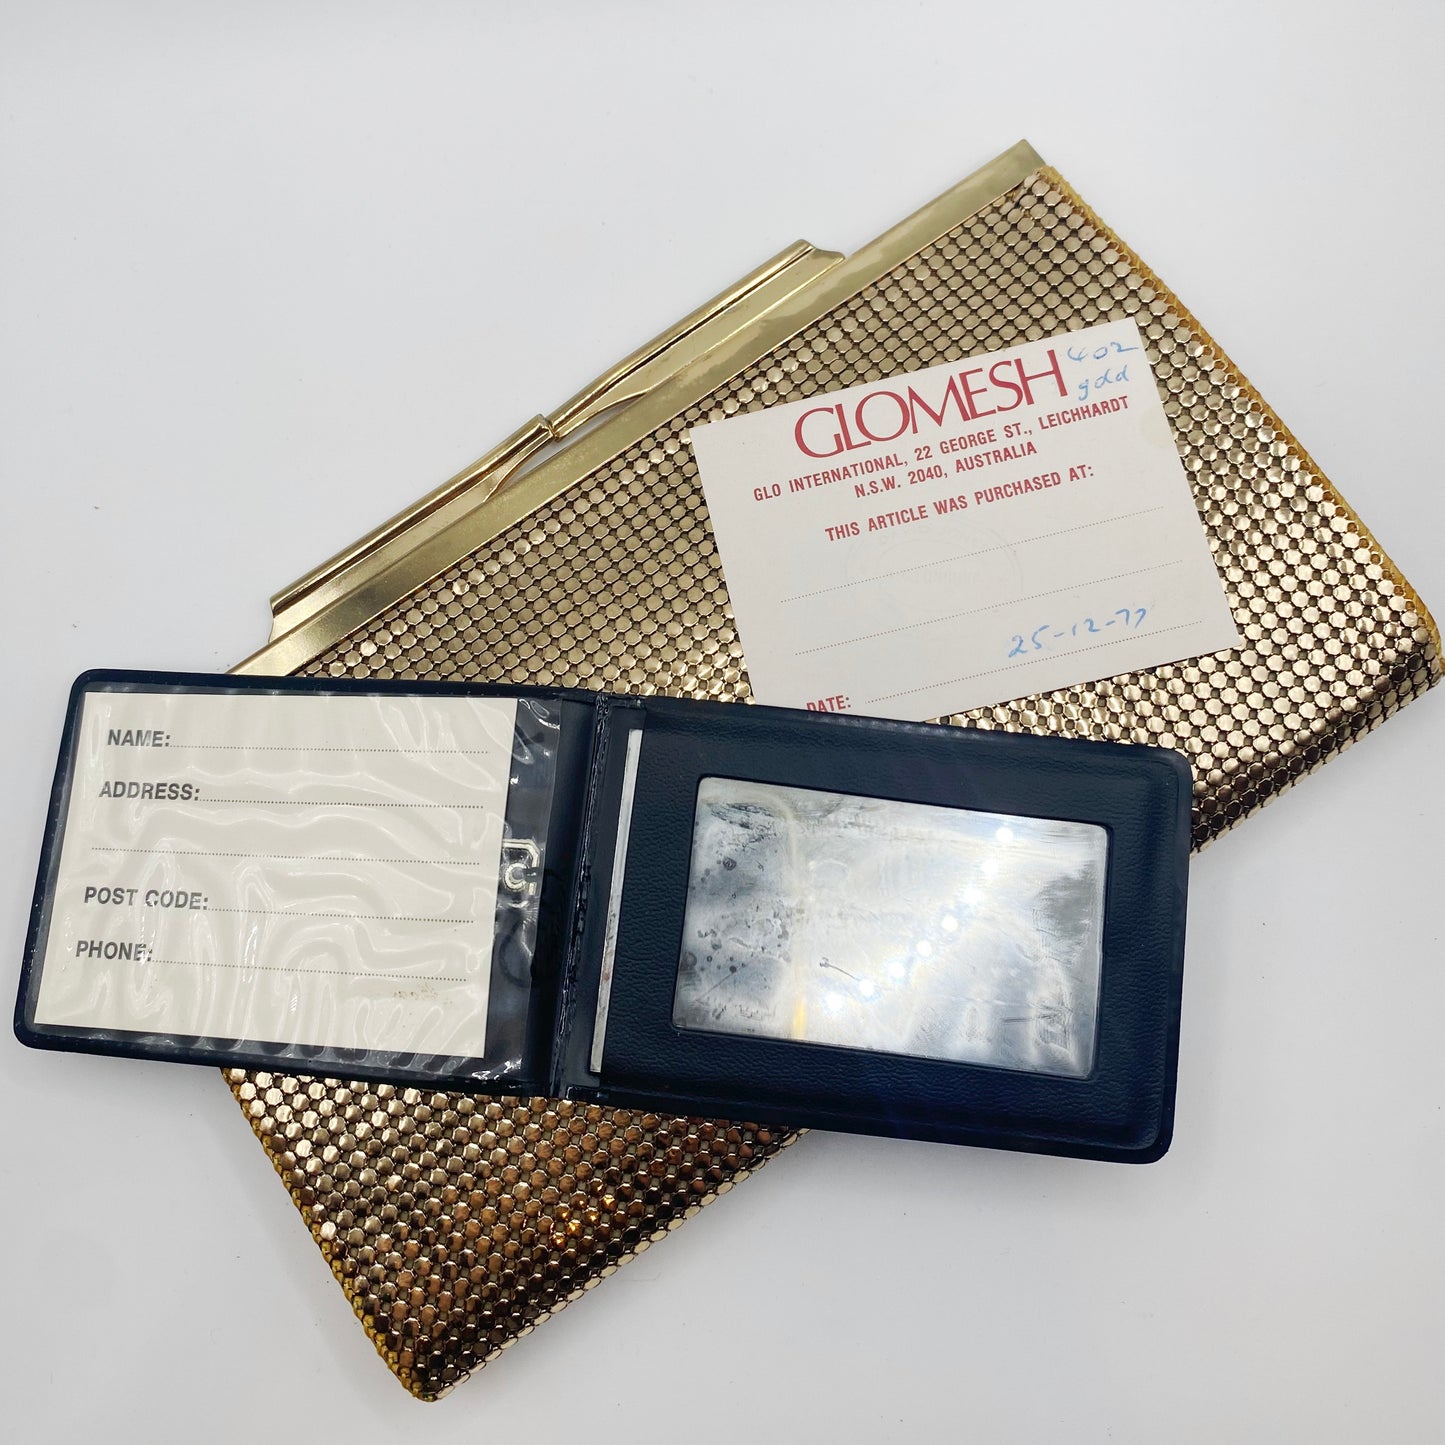 GLOMESH 402
gold
GLO INTERNATIONAL, 22 GEORGE ST., LEICHHARDT
N.S.W. 2040, AUSTRALIA
THIS ARTICLE WAS PURCHASED AT:
25-12-77
DATE:
NAME:
ADDRESS:
POST CODE:
PHONE: